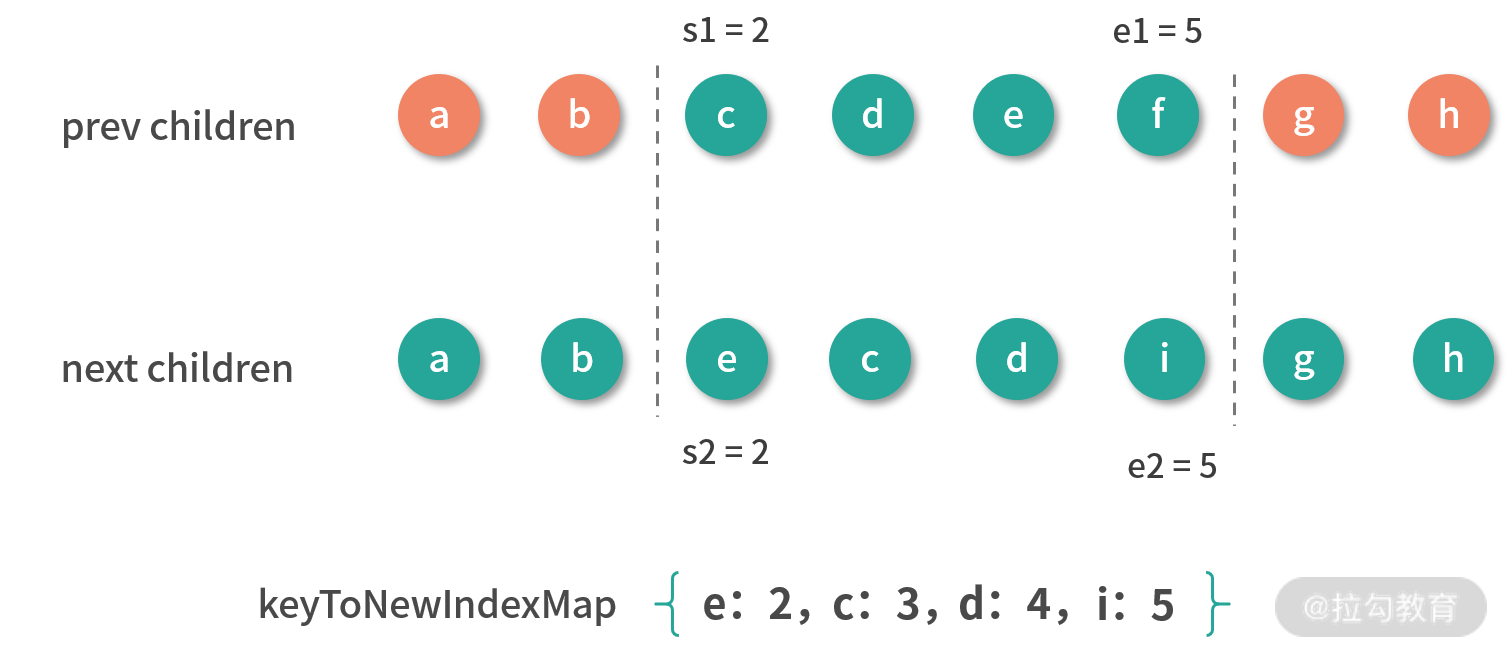 s1 = 2 e1 = 5
prev children a b c d e f g h
next children a b e c d i g h
s2 = 2 e2 = 5
keyToNewIndexMap { e: 2, c: 3, d: 4, i: 5 }
@拉勾教育